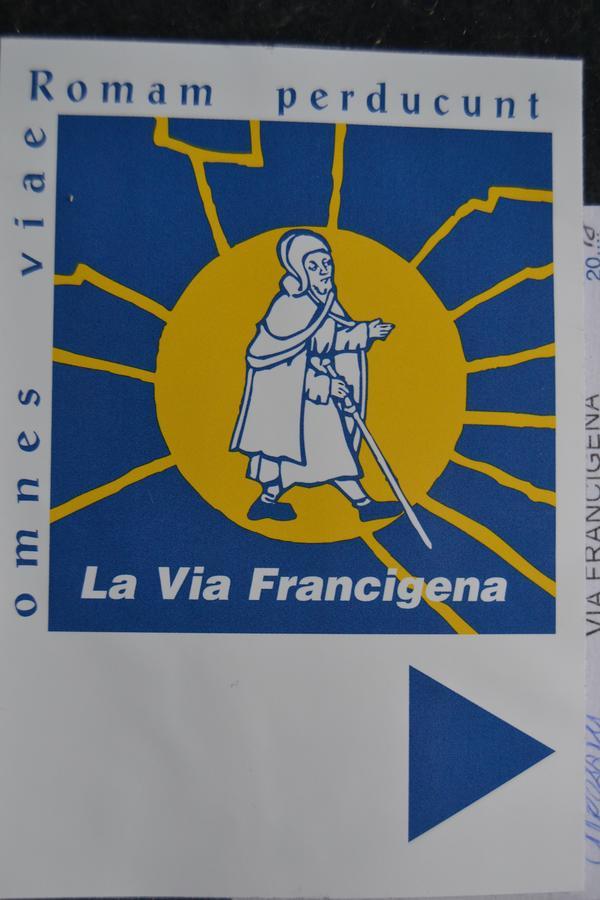 omnes viae
Romam perducunt
La Via Francigena
VIA FRANCIGENA